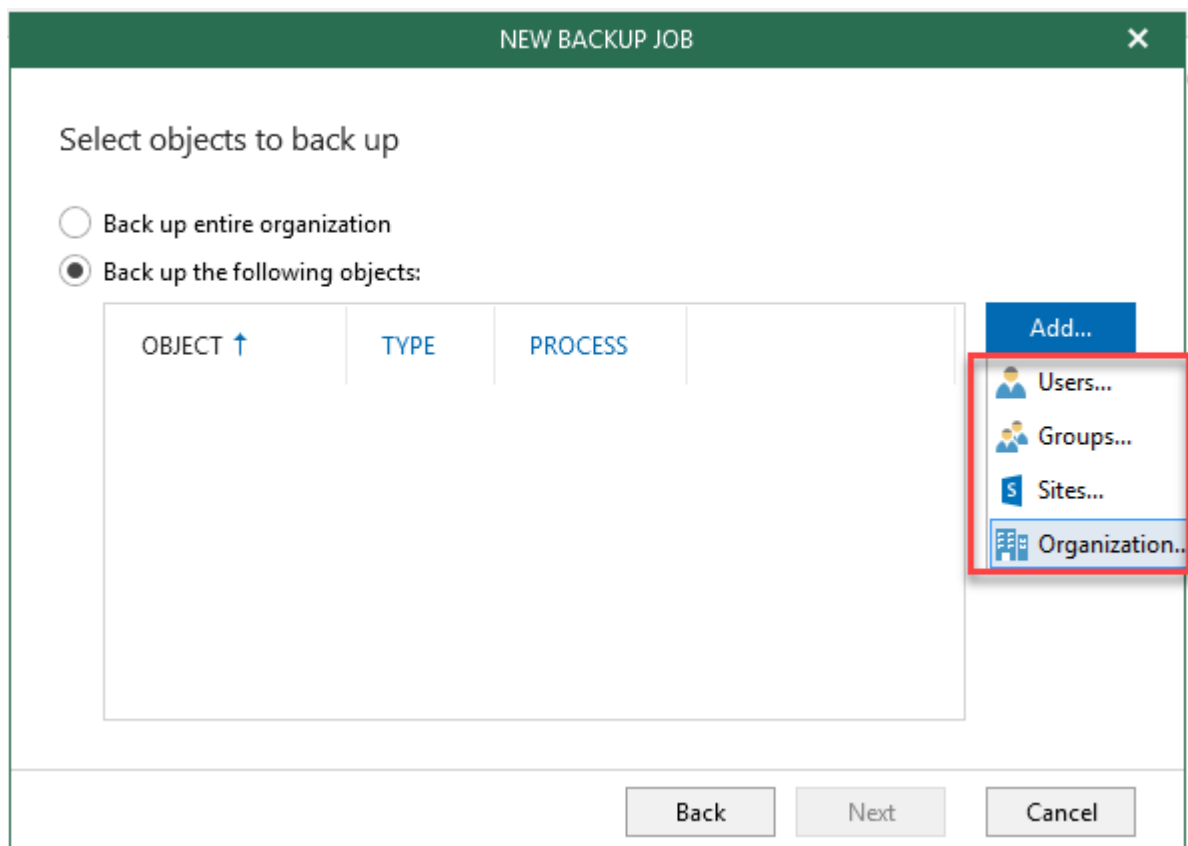 NEW BACKUP JOB
Select objects to back up
Back up entire organization
Back up the following objects:
OBJECT TYPE PROCESS
Add...
Users...
Groups...
Sites...
Organization..
Back Next Cancel